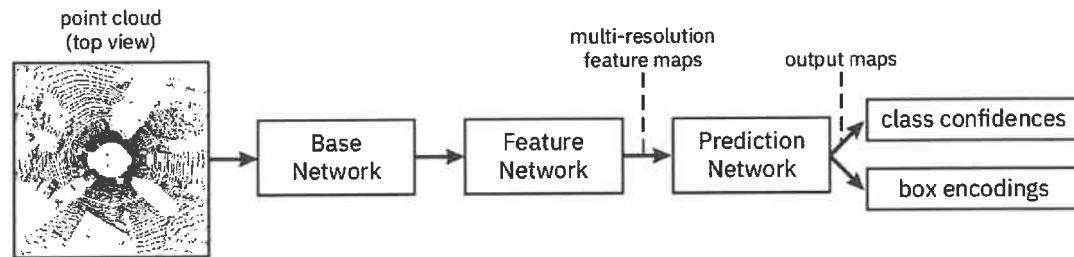 point cloud
(top view)
Base
Network
Feature
Network
multi-resolution
feature maps
Prediction
Network
output maps
class confidences
box encodings